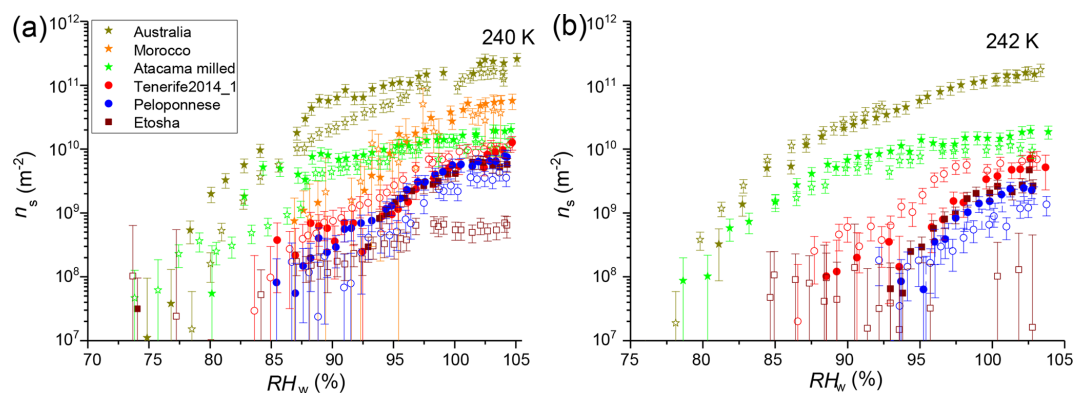 (a)
240 K
Australia
Morocco
Atacama milled
Tenerife2014_1
Peloponnese
Etosha
n_s (m⁻²)
10¹²
10¹¹
10¹⁰
10⁹
10⁸
10⁷
70 75 80 85 90 95 100 105
RH_w (%)
(b)
242 K
n_s (m⁻²)
10¹²
10¹¹
10¹⁰
10⁹
10⁸
10⁷
75 80 85 90 95 100 105
RH_w (%)